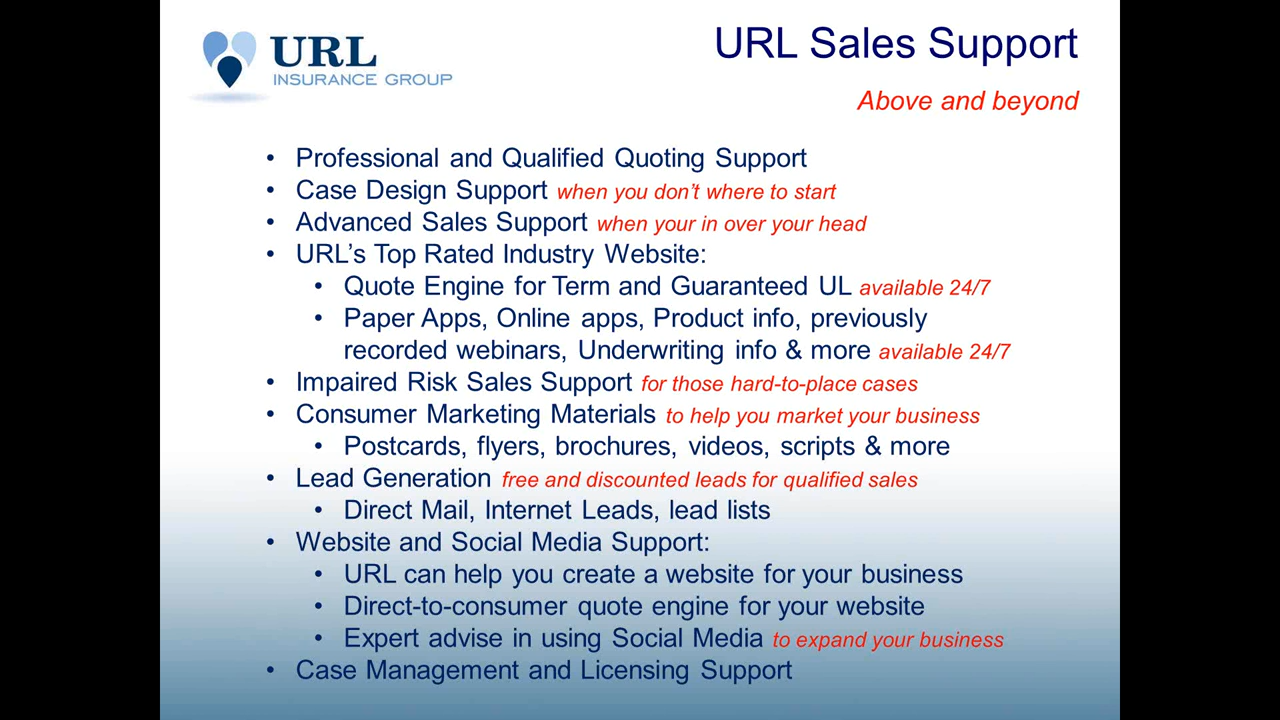 URL
INSURANCE GROUP
URL Sales Support
Above and beyond
• Professional and Qualified Quoting Support
• Case Design Support when you don’t where to start
• Advanced Sales Support when your in over your head
• URL’s Top Rated Industry Website:
• Quote Engine for Term and Guaranteed UL available 24/7
• Paper Apps, Online apps, Product info, previously
recorded webinars, Underwriting info & more available 24/7
• Impaired Risk Sales Support for those hard-to-place cases
• Consumer Marketing Materials to help you market your business
• Postcards, flyers, brochures, videos, scripts & more
• Lead Generation free and discounted leads for qualified sales
• Direct Mail, Internet Leads, lead lists
• Website and Social Media Support:
• URL can help you create a website for your business
• Direct-to-consumer quote engine for your website
• Expert advise in using Social Media to expand your business
• Case Management and Licensing Support